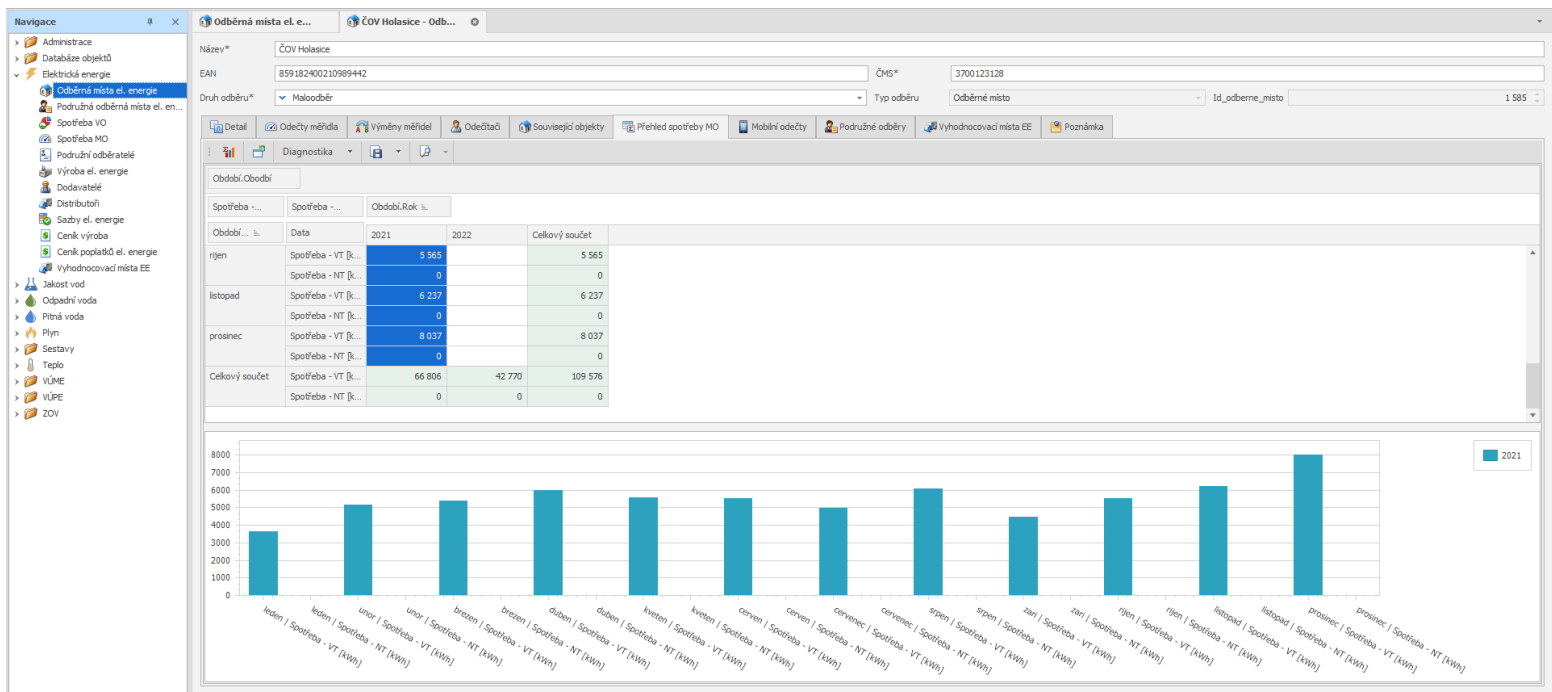 Navigace
Administrace
Databáze objektů
Elektrická energie
Odběrná místa el. energie
Podružná odběrná místa el. en...
Spotřeba VO
Spotřeba MO
Podružní odběratelé
Výroba el. energie
Dodavatelé
Distributoři
Sazby el. energie
Ceník výroba
Ceník poplatků el. energie
Vyhodnocovací místa EE
Jakost vod
Odpadní voda
Pitná voda
Plyn
Sestavy
Teplo
VÚME
VÚPE
ZOV
Odběrná místa el. e... ČOV Holasice - Odb...
Název* ČOV Holasice
EAN 859182400210989442 ČMS* 3700123128
Druh odběru* Maloodběr Typ odběru Odběrné místo Id_odberne_misto 1 585
Detail Odečty měřidla Výměny měřidel Odečítači Související objekty Přehled spotřeby MO Mobilní odečty Podružné odběry Vyhodnocovací místa EE Poznámka
Diagnostika
Období.Obodbí
Spotřeba -... Spotřeba -... Období.Rok
Období... Data 2021 2022 Celkový součet
rijen Spotřeba - VT [k... 5 565 5 565
Spotřeba - NT [k... 0 0
listopad Spotřeba - VT [k... 6 237 6 237
Spotřeba - NT [k... 0 0
prosinec Spotřeba - VT [k... 8 037 8 037
Spotřeba - NT [k... 0 0
Celkový součet Spotřeba - VT [k... 66 806 42 770 109 576
Spotřeba - NT [k... 0 0 0
8000
7000
6000
5000
4000
3000
2000
1000
0
2021
leden | Spotřeba - VT [kWh]
leden | Spotřeba - NT [kWh]
unor | Spotřeba - VT [kWh]
unor | Spotřeba - NT [kWh]
brezen | Spotřeba - VT [kWh]
brezen | Spotřeba - NT [kWh]
duben | Spotřeba - VT [kWh]
duben | Spotřeba - NT [kWh]
kveten | Spotřeba - VT [kWh]
kveten | Spotřeba - NT [kWh]
cerven | Spotřeba - VT [kWh]
cerven | Spotřeba - NT [kWh]
cervenec | Spotřeba - VT [kWh]
cervenec | Spotřeba - NT [kWh]
srpen | Spotřeba - VT [kWh]
srpen | Spotřeba - NT [kWh]
zari | Spotřeba - VT [kWh]
zari | Spotřeba - NT [kWh]
rijen | Spotřeba - VT [kWh]
rijen | Spotřeba - NT [kWh]
listopad | Spotřeba - VT [kWh]
listopad | Spotřeba - NT [kWh]
prosinec | Spotřeba - VT [kWh]
prosinec | Spotřeba - NT [kWh]